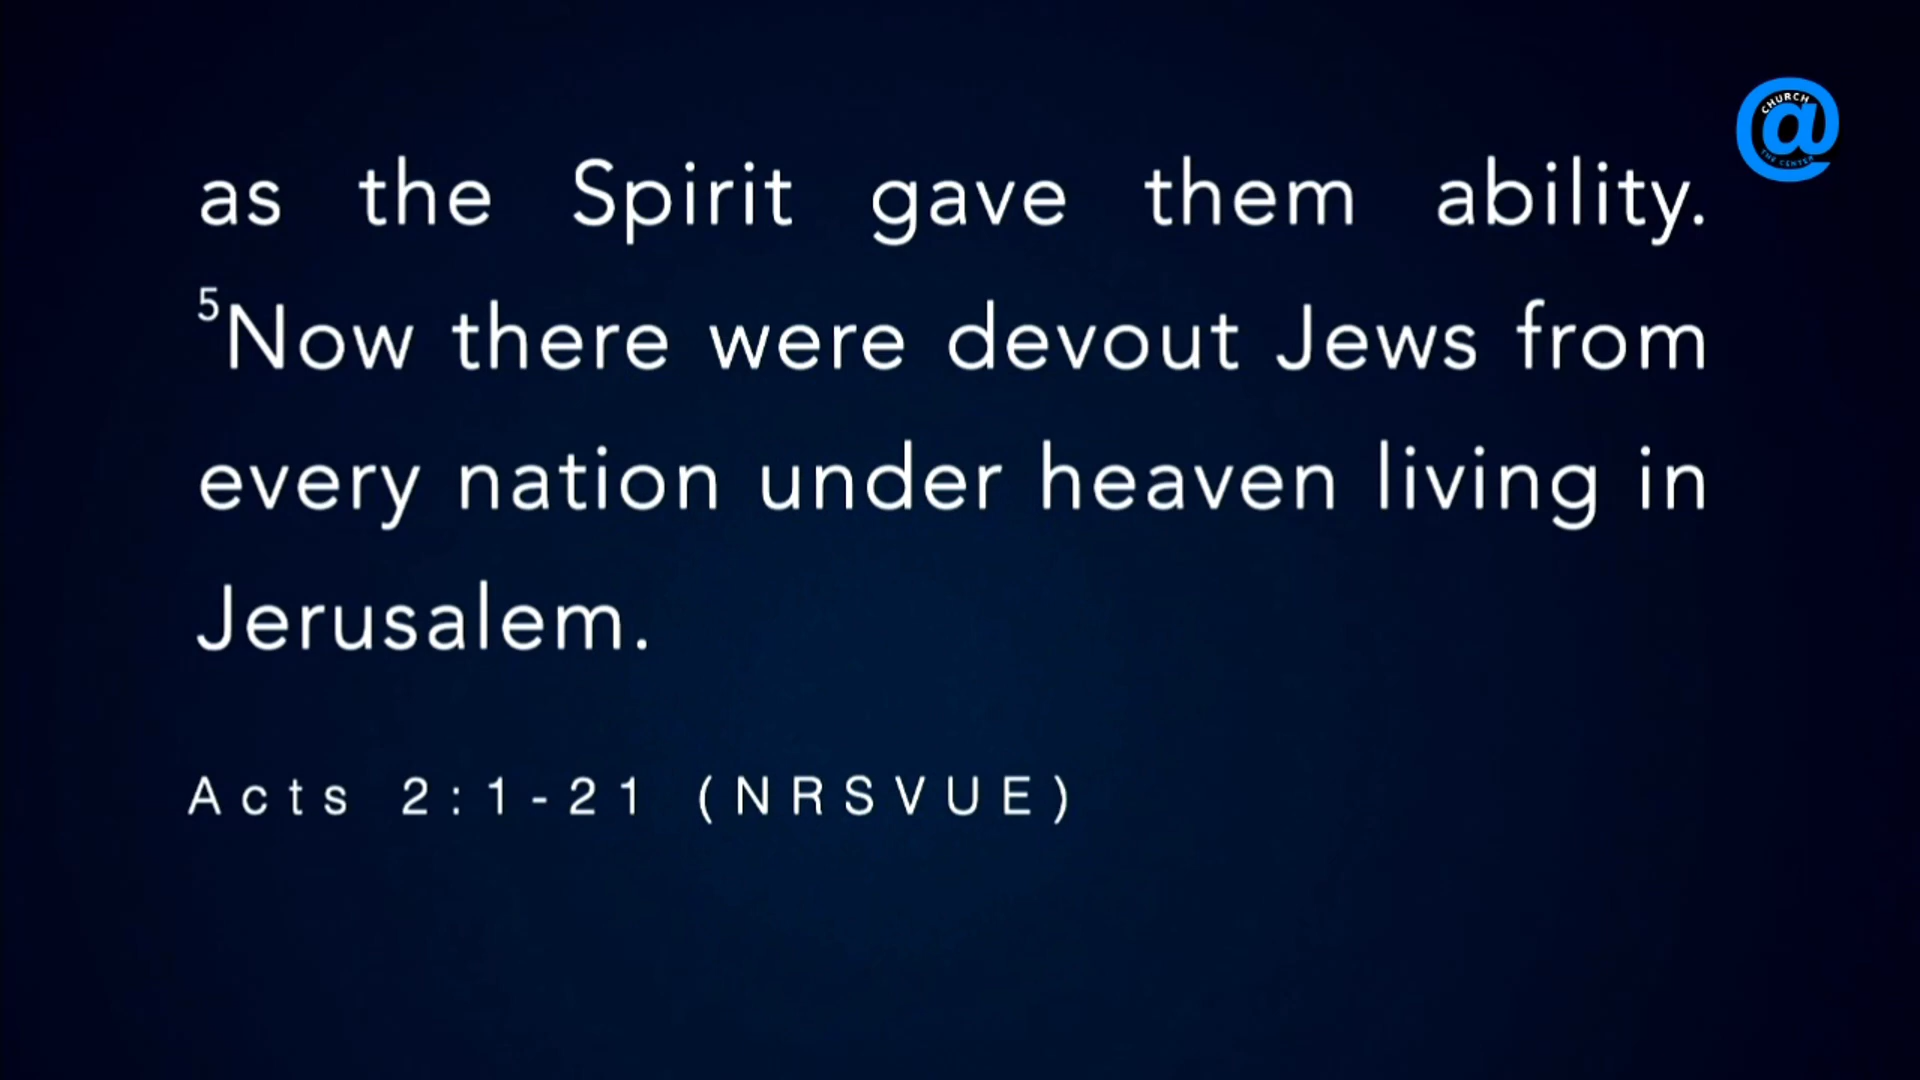 CHURCH
@
THE CENTER
as the Spirit gave them ability.
⁵Now there were devout Jews from
every nation under heaven living in
Jerusalem.
Acts 2:1-21 (NRSVUE)